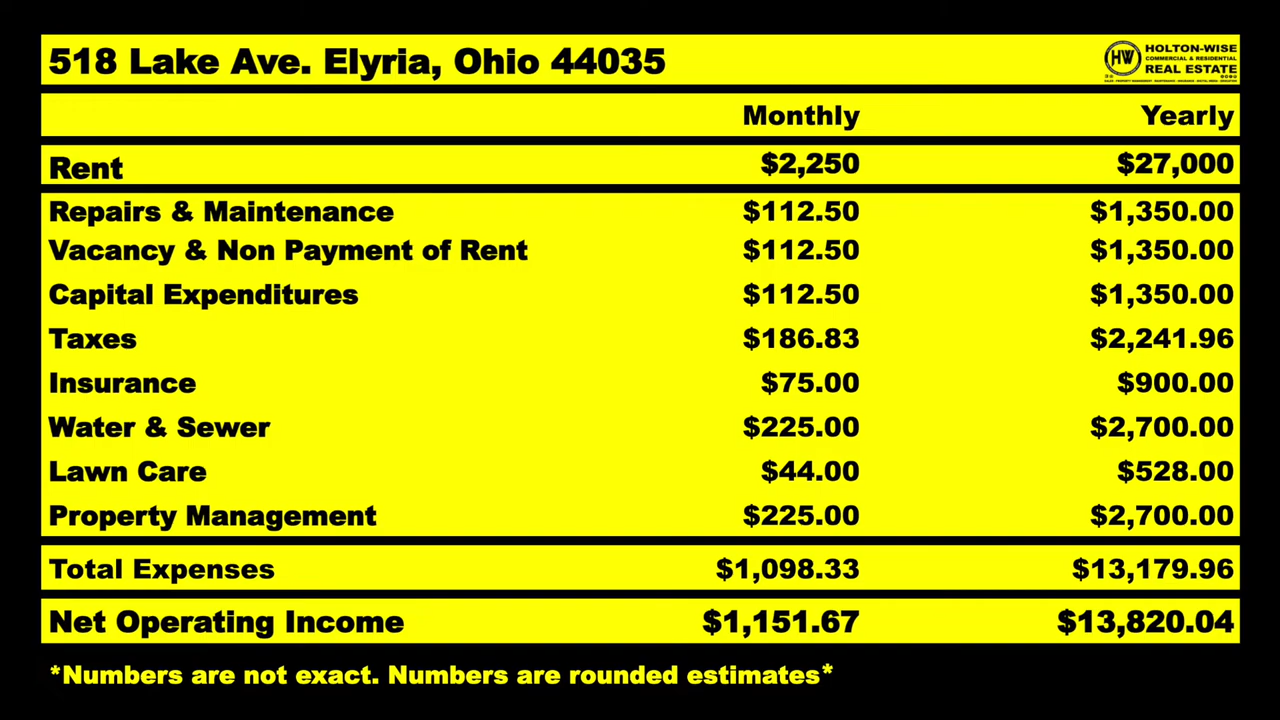 518 Lake Ave. Elyria, Ohio 44035
HOLTON-WISE
COMMERCIAL & RESIDENTIAL
REAL ESTATE
HW
Monthly Yearly
Rent $2,250 $27,000
Repairs & Maintenance $112.50 $1,350.00
Vacancy & Non Payment of Rent $112.50 $1,350.00
Capital Expenditures $112.50 $1,350.00
Taxes $186.83 $2,241.96
Insurance $75.00 $900.00
Water & Sewer $225.00 $2,700.00
Lawn Care $44.00 $528.00
Property Management $225.00 $2,700.00
Total Expenses $1,098.33 $13,179.96
Net Operating Income $1,151.67 $13,820.04
*Numbers are not exact. Numbers are rounded estimates*